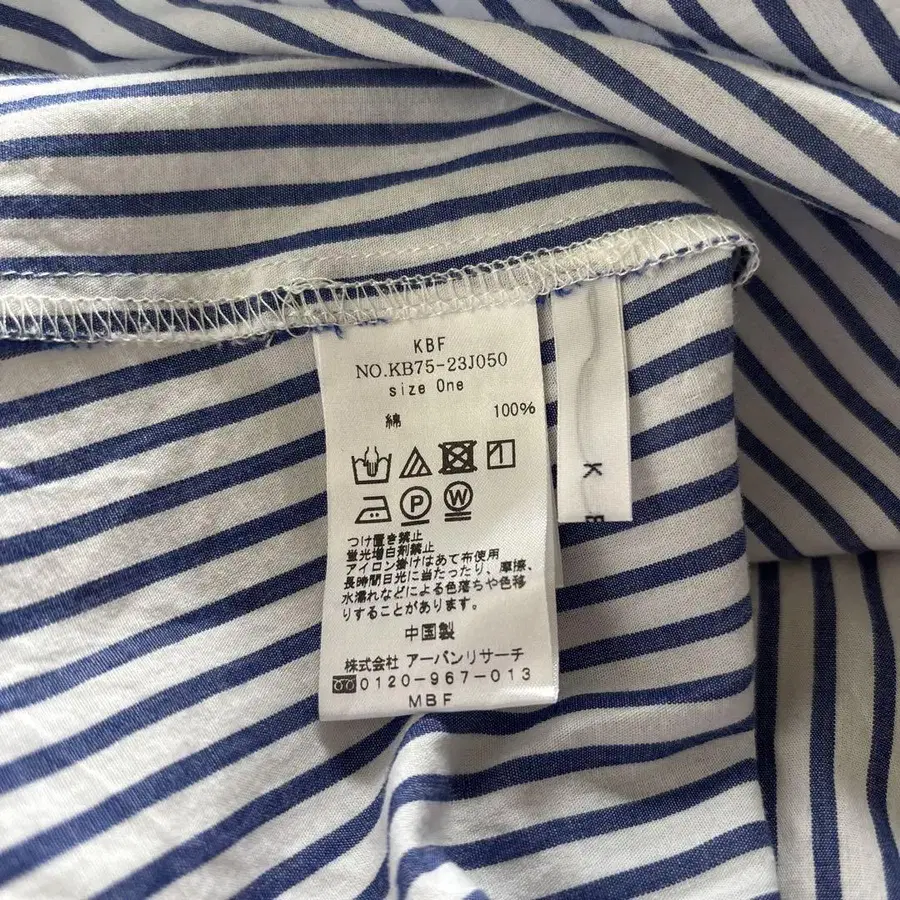 KBF
NO.KB75-23J050
size One
綿 100%
P W
つけ置き禁止
蛍光増白剤禁止
アイロン掛けはあて布使用
長時間日光に当たったり、摩擦、
水濡れなどによる色落ちや色移
りすることがあります。
中国製
株式会社 アーバンリサーチ
0120-967-013
MBF
K